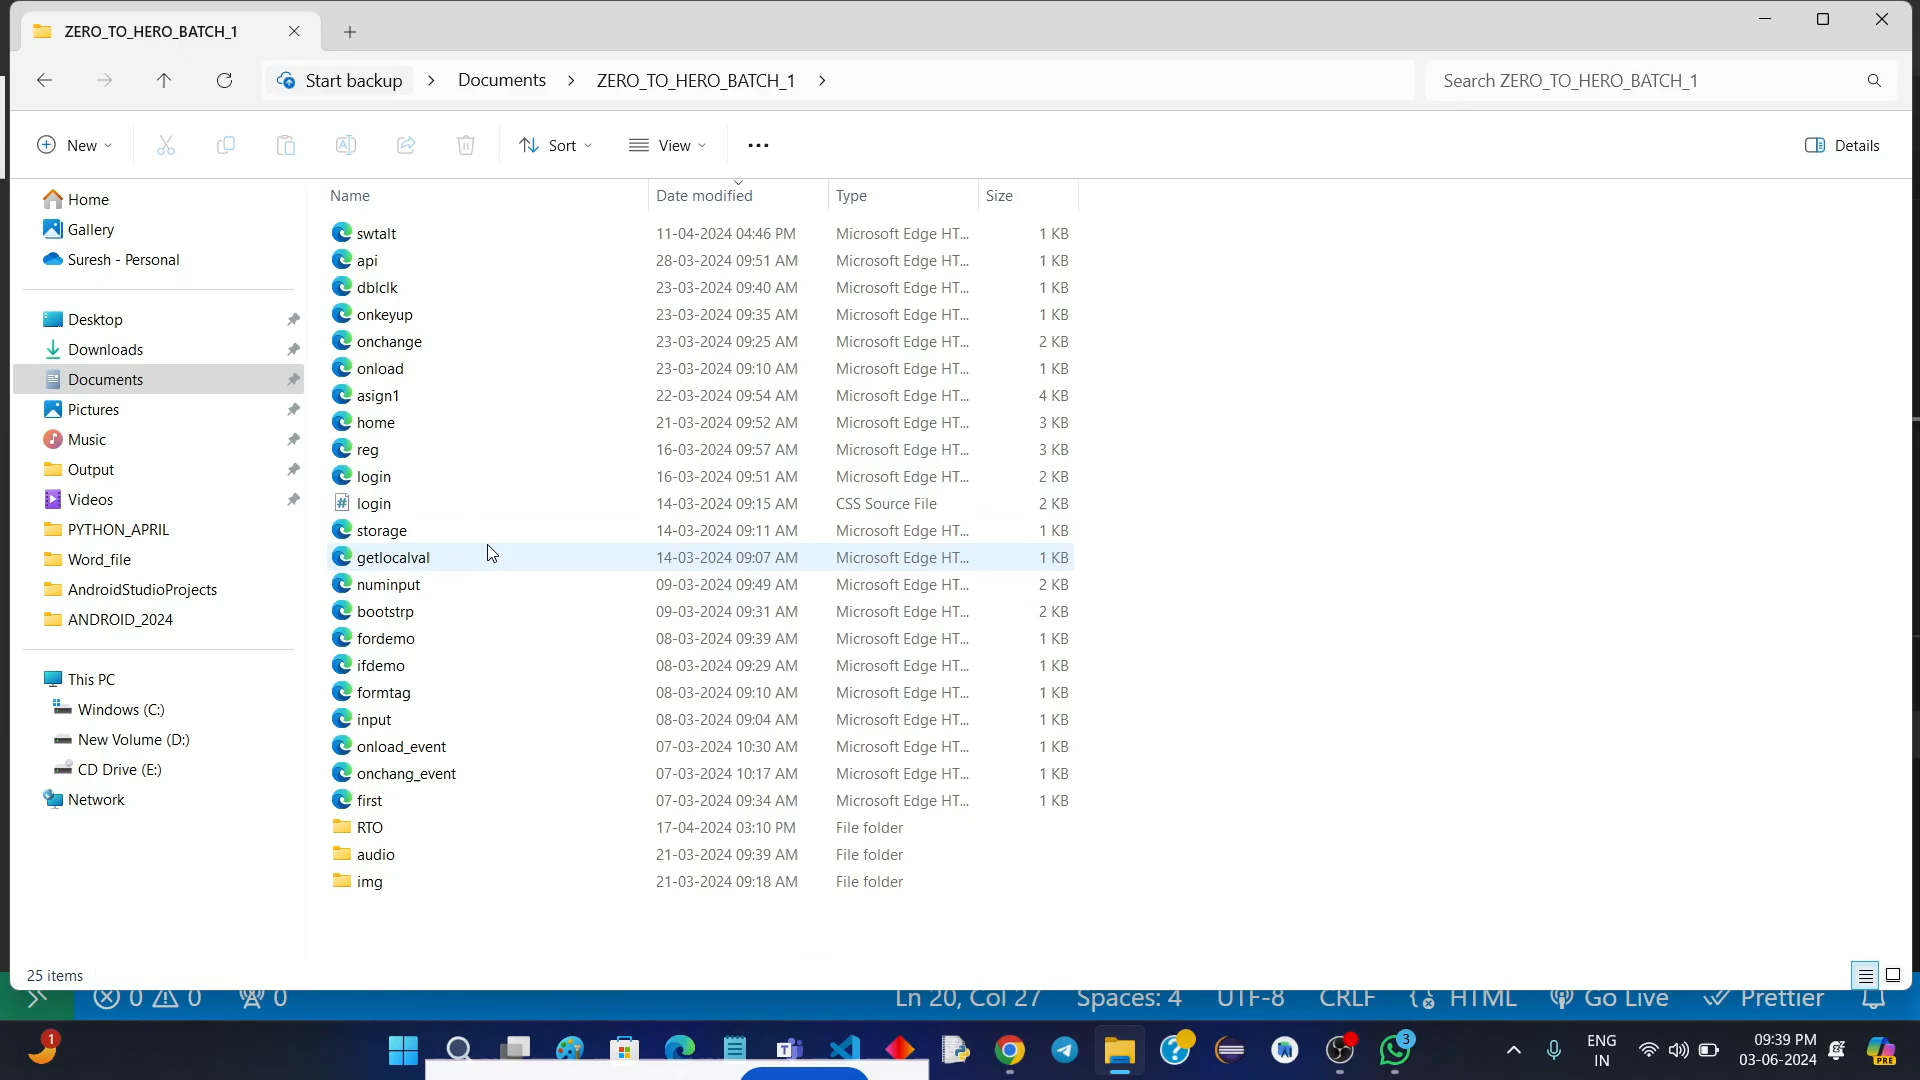 ZERO_TO_HERO_BATCH_1
Start backup
Documents
ZERO_TO_HERO_BATCH_1
Search ZERO_TO_HERO_BATCH_1
New
Sort
View
Details
Home
Gallery
Suresh - Personal
Desktop
Downloads
Documents
Pictures
Music
Output
Videos
PYTHON_APRIL
Word_file
AndroidStudioProjects
ANDROID_2024
This PC
Windows (C:)
New Volume (D:)
CD Drive (E:)
Network
Name Date modified Type Size
swtalt 11-04-2024 04:46 PM Microsoft Edge HT... 1 KB
api 28-03-2024 09:51 AM Microsoft Edge HT... 1 KB
dblclk 23-03-2024 09:40 AM Microsoft Edge HT... 1 KB
onkeyup 23-03-2024 09:35 AM Microsoft Edge HT... 1 KB
onchange 23-03-2024 09:25 AM Microsoft Edge HT... 2 KB
onload 23-03-2024 09:10 AM Microsoft Edge HT... 1 KB
asign1 22-03-2024 09:54 AM Microsoft Edge HT... 4 KB
home 21-03-2024 09:52 AM Microsoft Edge HT... 3 KB
reg 16-03-2024 09:57 AM Microsoft Edge HT... 3 KB
login 16-03-2024 09:51 AM Microsoft Edge HT... 2 KB
login 14-03-2024 09:15 AM CSS Source File 2 KB
storage 14-03-2024 09:11 AM Microsoft Edge HT... 1 KB
getlocalval 14-03-2024 09:07 AM Microsoft Edge HT... 1 KB
numinput 09-03-2024 09:49 AM Microsoft Edge HT... 2 KB
bootstrp 09-03-2024 09:31 AM Microsoft Edge HT... 2 KB
fordemo 08-03-2024 09:39 AM Microsoft Edge HT... 1 KB
ifdemo 08-03-2024 09:29 AM Microsoft Edge HT... 1 KB
formtag 08-03-2024 09:10 AM Microsoft Edge HT... 1 KB
input 08-03-2024 09:04 AM Microsoft Edge HT... 1 KB
onload_event 07-03-2024 10:30 AM Microsoft Edge HT... 1 KB
onchang_event 07-03-2024 10:17 AM Microsoft Edge HT... 1 KB
first 07-03-2024 09:34 AM Microsoft Edge HT... 1 KB
RTO 17-04-2024 03:10 PM File folder
audio 21-03-2024 09:39 AM File folder
img 21-03-2024 09:18 AM File folder
25 items
0 0 0 Ln 20, Col 27 Spaces: 4 UTF-8 CRLF HTML Go Live Prettier
1
3
ENG
IN
09:39 PM
03-06-2024
PRE